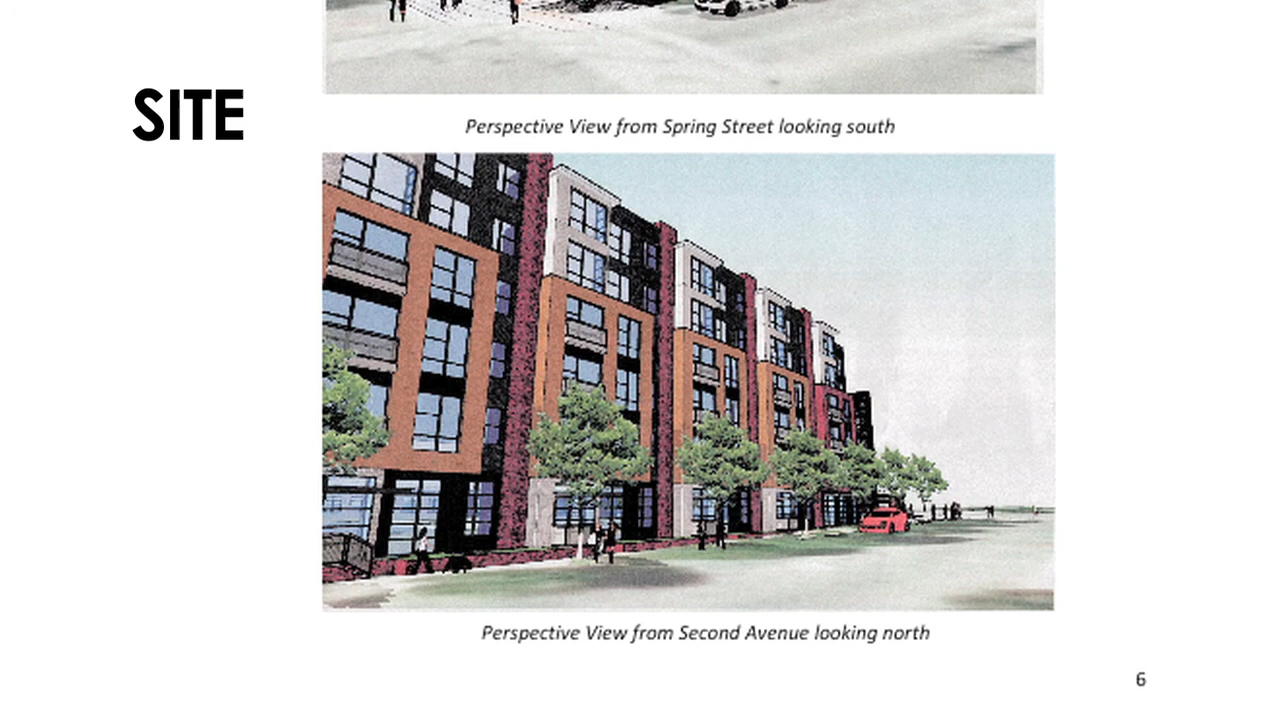 SITE
Perspective View from Spring Street looking south
Perspective View from Second Avenue looking north
6